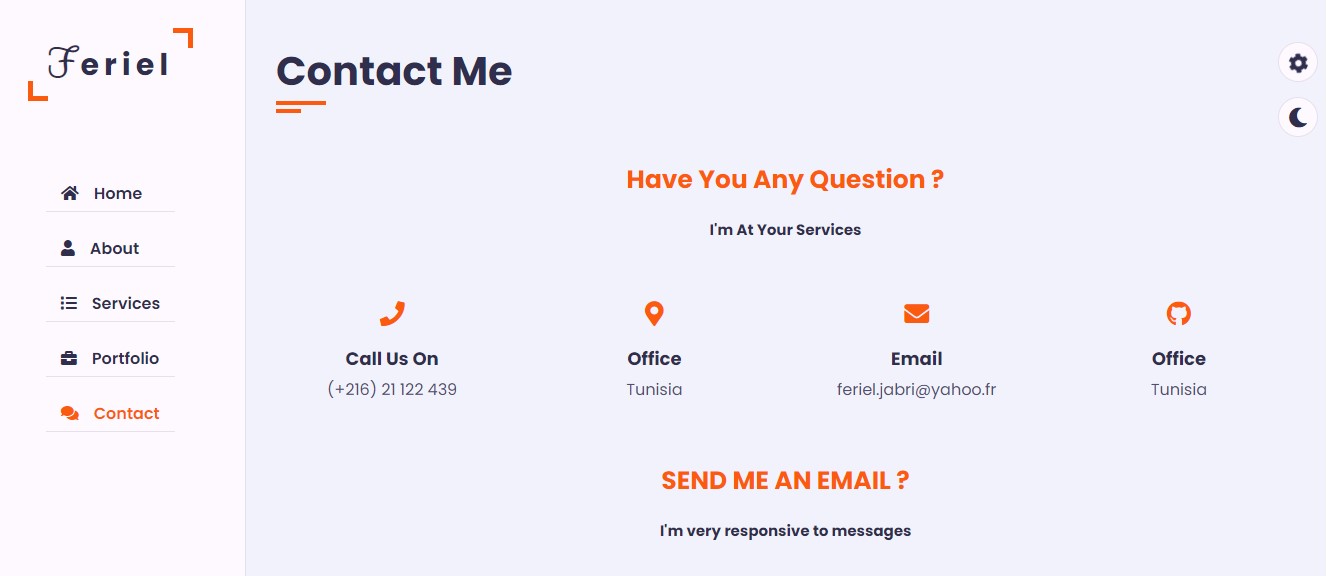 Feriel
Home
About
Services
Portfolio
Contact
Contact Me
Have You Any Question ?
I'm At Your Services
Call Us On
(+216) 21 122 439
Office
Tunisia
Email
feriel.jabri@yahoo.fr
Office
Tunisia
SEND ME AN EMAIL ?
I'm very responsive to messages